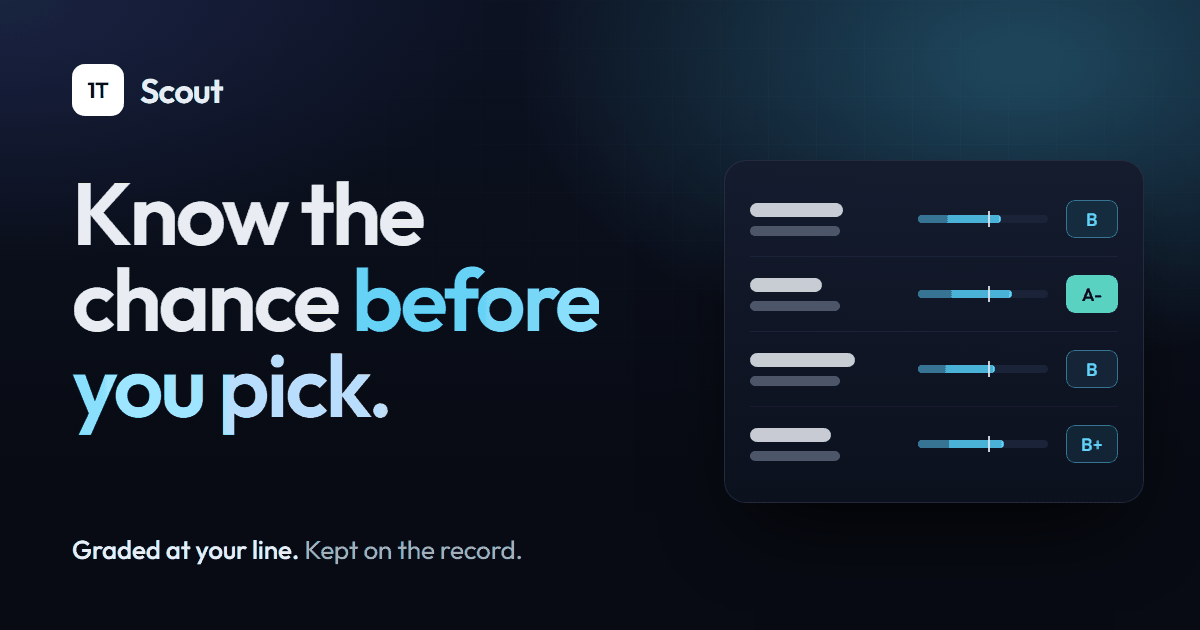 1T Scout
Know the
chance before
you pick.
Graded at your line. Kept on the record.
B
A-
B
B+